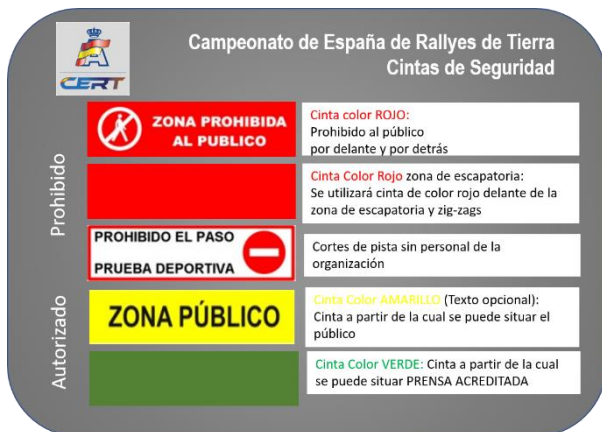 Campeonato de España de Rallyes de Tierra
Cintas de Seguridad
CERT
Prohibido
ZONA PROHIBIDA
AL PUBLICO
Cinta color ROJO:
Prohibido al público
por delante y por detrás
Cinta Color Rojo zona de escapatoria:
Se utilizará cinta de color rojo delante de la
zona de escapatoria y zig-zags
PROHIBIDO EL PASO
PRUEBA DEPORTIVA
Cortes de pista sin personal de la
organización
Autorizado
ZONA PÚBLICO
Cinta Color AMARILLO (Texto opcional):
Cinta a partir de la cual se puede situar el
público
Cinta Color VERDE: Cinta a partir de la cual
se puede situar PRENSA ACREDITADA